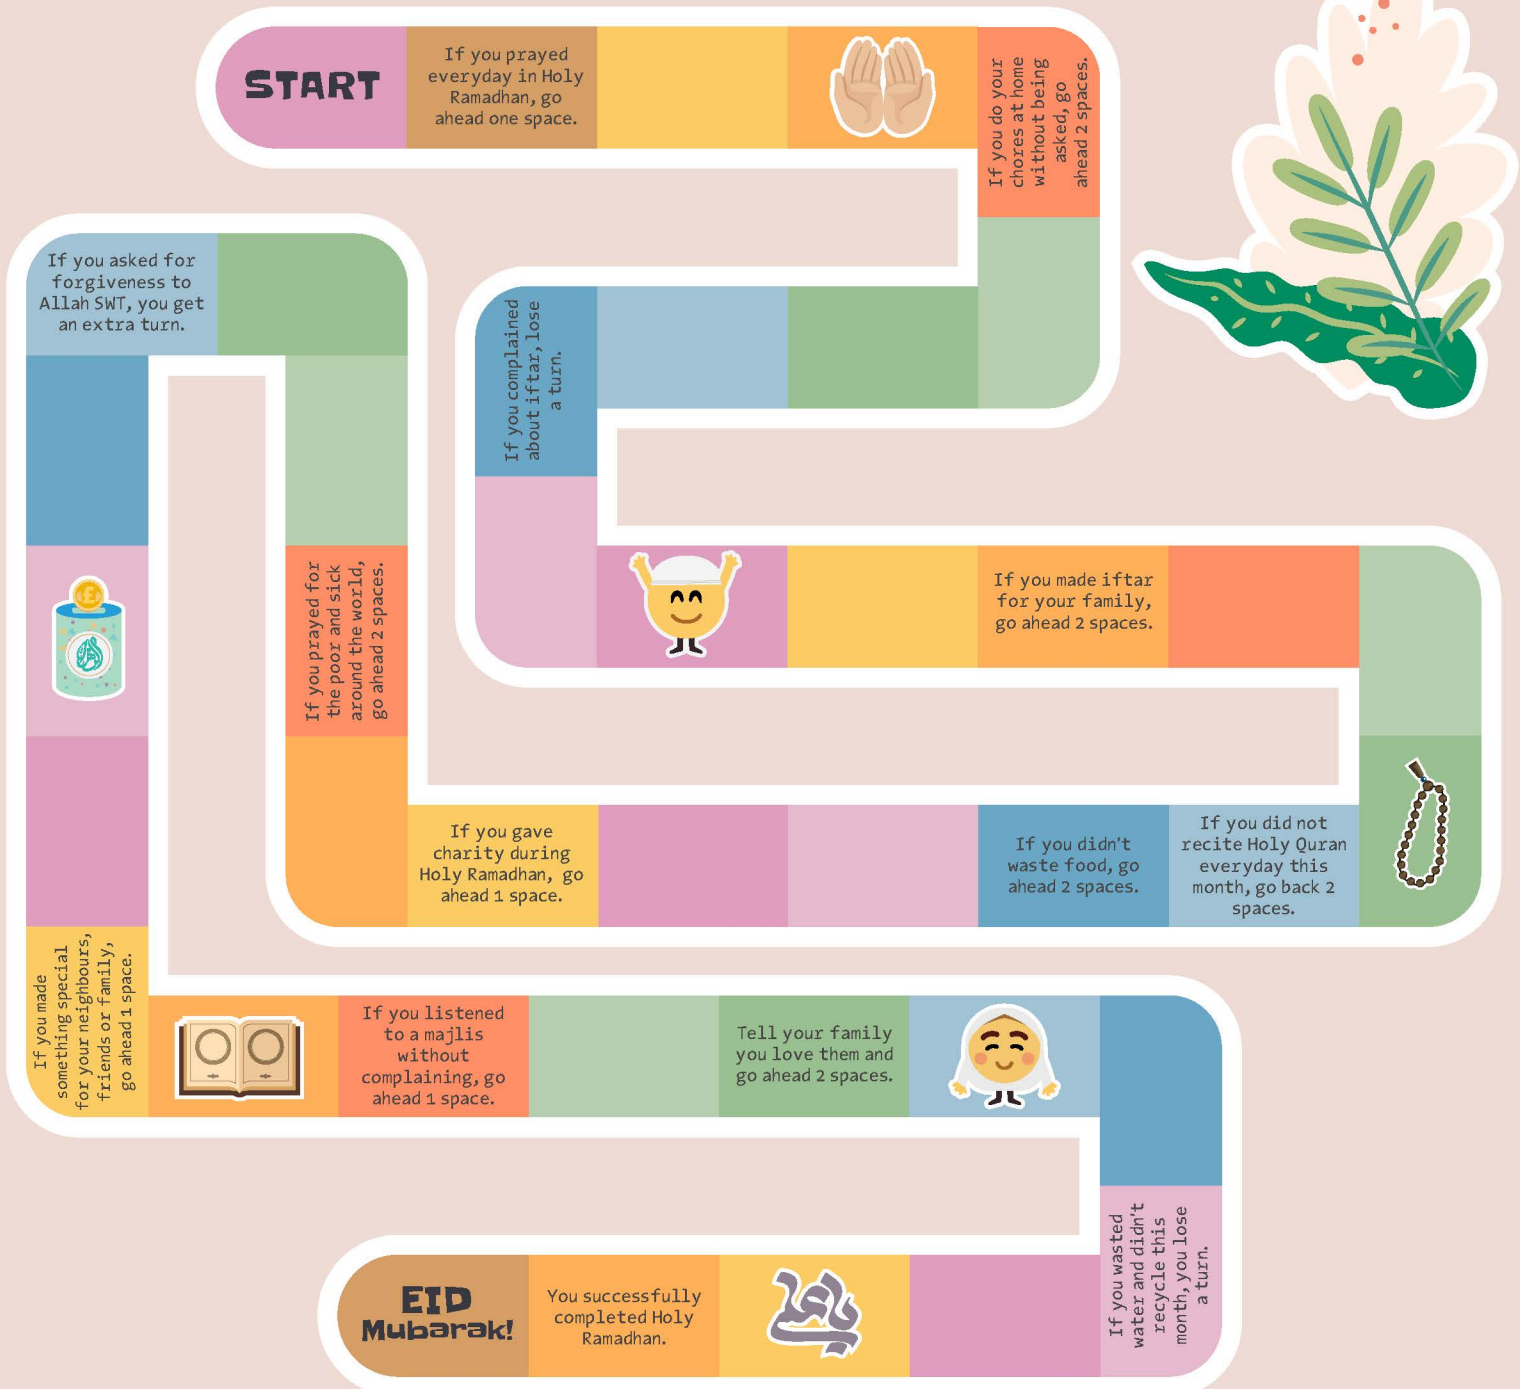 START
If you prayed
everyday in Holy
Ramadhan, go
ahead one space.
If you do your
chores at home
without being
asked, go
ahead 2 spaces.
If you complained
about iftar, lose
a turn.
If you made iftar
for your family,
go ahead 2 spaces.
If you did not
recite Holy Quran
everyday this
month, go back 2
spaces.
If you didn't
waste food, go
ahead 2 spaces.
If you gave
charity during
Holy Ramadhan, go
ahead 1 space.
If you prayed for
the poor and sick
around the world,
go ahead 2 spaces.
If you asked for
forgiveness to
Allah SWT, you get
an extra turn.
£
If you made
something special
for your neighbours,
friends or family,
go ahead 1 space.
If you listened
to a majlis
without
complaining, go
ahead 1 space.
Tell your family
you love them and
go ahead 2 spaces.
If you wasted
water and didn't
recycle this
month, you lose
a turn.
يا علي
You successfully
completed Holy
Ramadhan.
EID
Mubarak!